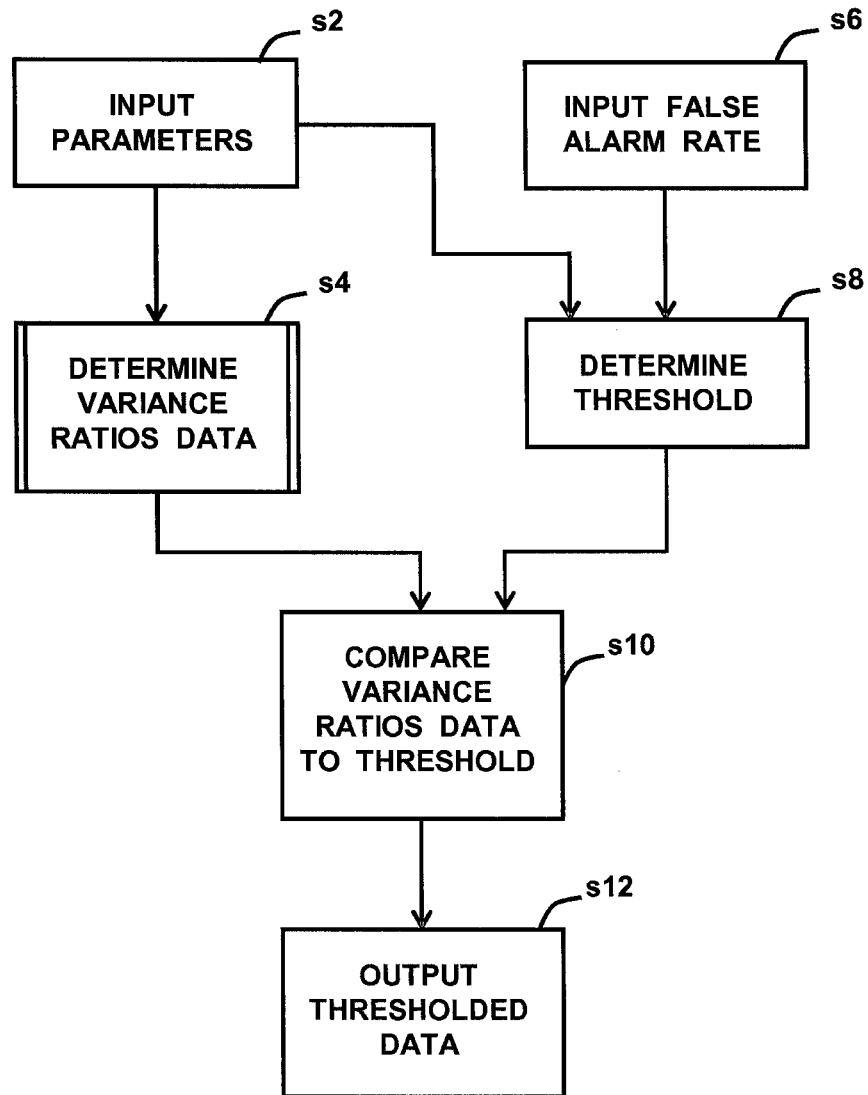 s2
INPUT
PARAMETERS
s6
INPUT FALSE
ALARM RATE
s4
DETERMINE
VARIANCE
RATIOS DATA
s8
DETERMINE
THRESHOLD
s10
COMPARE
VARIANCE
RATIOS DATA
TO THRESHOLD
s12
OUTPUT
THRESHOLDED
DATA